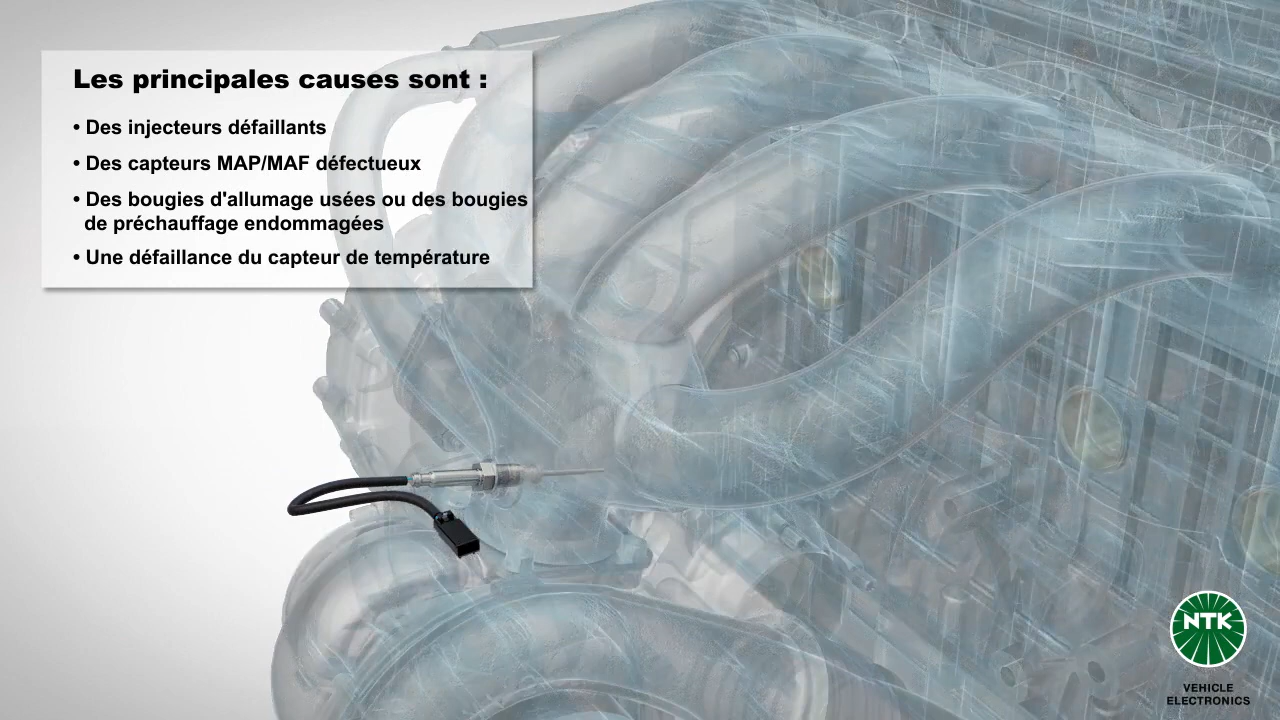 Les principales causes sont :
• Des injecteurs défaillants
• Des capteurs MAP/MAF défectueux
• Des bougies d'allumage usées ou des bougies
de préchauffage endommagées
• Une défaillance du capteur de température
NTK
VEHICLE
ELECTRONICS